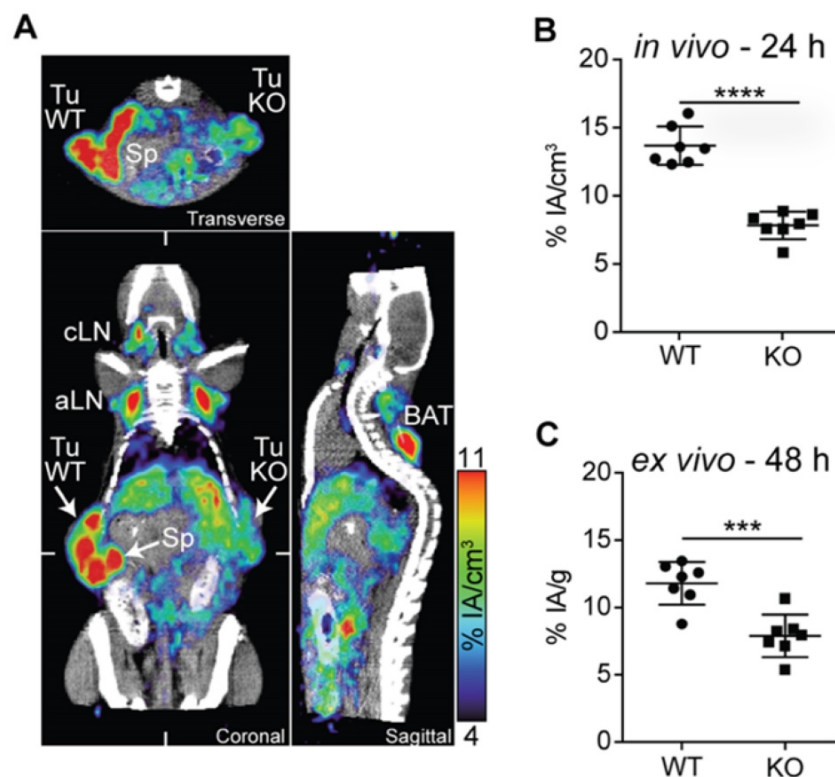 A
Tu
WT
Tu
KO
Sp
Transverse
cLN
aLN
Tu
WT
Tu
KO
Sp
Coronal
BAT
Sagittal
11
% IA/cm³
4
B
in vivo - 24 h
****
% IA/cm³
20
15
10
5
0
WT
KO
C
ex vivo - 48 h
***
% IA/g
20
15
10
5
0
WT
KO